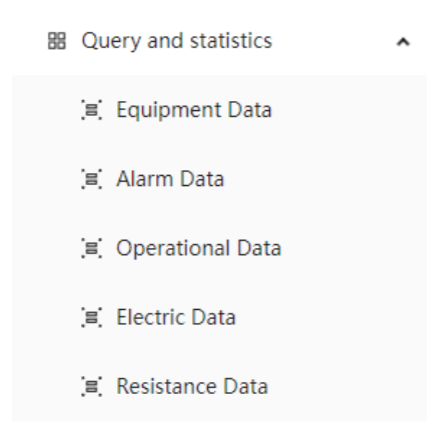 Query and statistics
Equipment Data
Alarm Data
Operational Data
Electric Data
Resistance Data